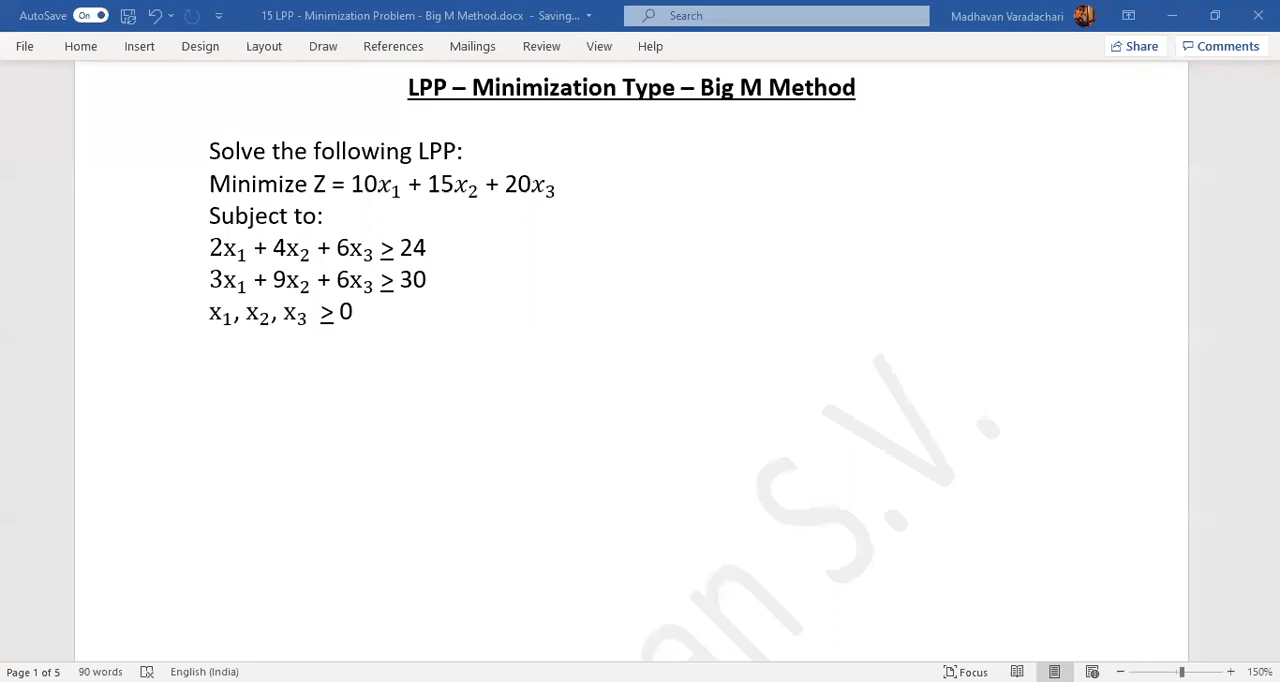 AutoSave On 15 LPP - Minimization Problem - Big M Method.docx - Saving... Search Madhavan Varadachari
File Home Insert Design Layout Draw References Mailings Review View Help Share Comments
LPP – Minimization Type – Big M Method
Solve the following LPP:
Minimize Z = 10x₁ + 15x₂ + 20x₃
Subject to:
2x₁ + 4x₂ + 6x₃ ≥ 24
3x₁ + 9x₂ + 6x₃ ≥ 30
x₁, x₂, x₃ ≥ 0
an S.V.
Page 1 of 5 90 words English (India) Focus 150%